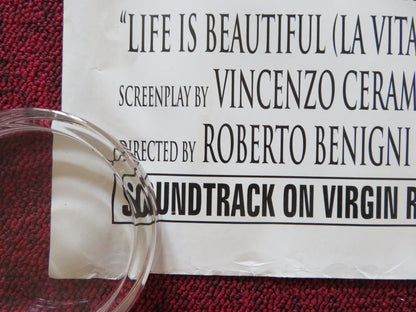 "LIFE IS BEAUTIFUL (LA VITA
SCREENPLAY BY VINCENZO CERAM
DIRECTED BY ROBERTO BENIGNI
SOUNDTRACK ON VIRGIN R